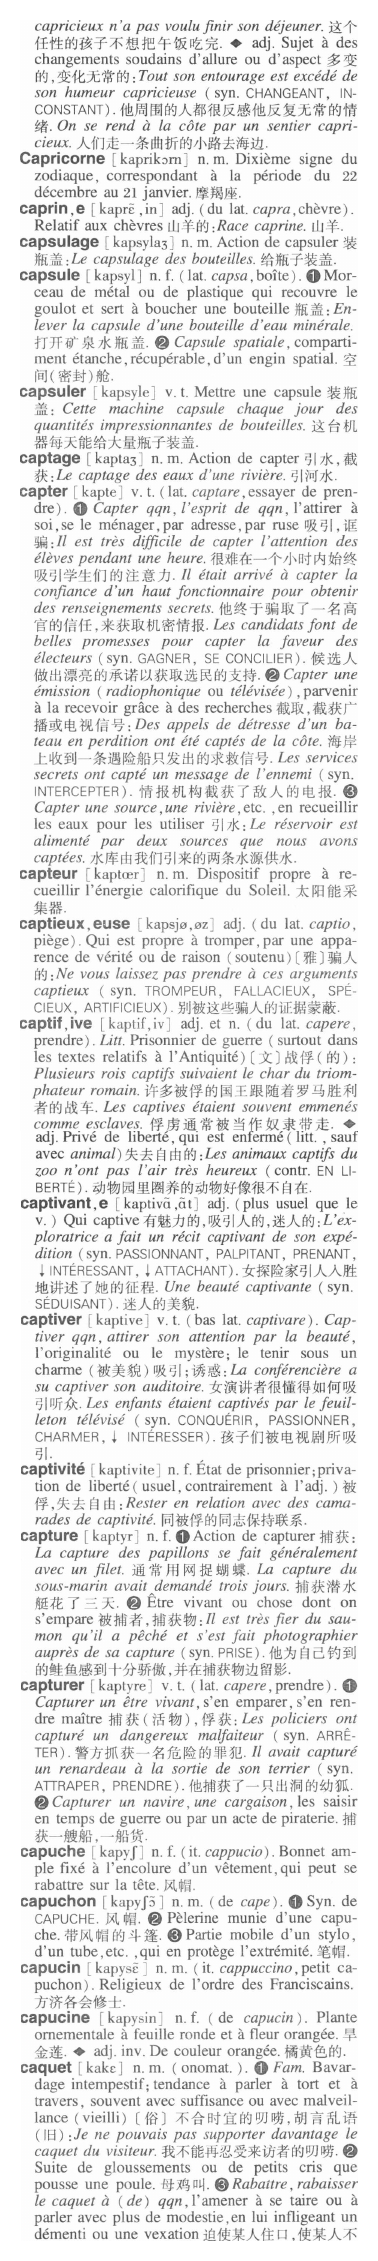 capricieux n'a pas voulu finir son déjeuner. 这个
任性的孩子不想把午饭吃完. ◆ adj. Sujet à des
changements soudains d'allure ou d'aspect 多变
的,变化无常的:Tout son entourage est excédé de
son humeur capricieuse (syn. CHANGEANT, IN-
CONSTANT). 他周围的人都很反感他反复无常的情
绪. On se rend à la côte par un sentier capri-
cieux. 人们走一条曲折的小路去海边.
Capricorne [kaprikɔrn] n. m. Dixième signe du
zodiaque, correspondant à la période du 22
décembre au 21 janvier. 摩羯座.
caprin,e [kaprɛ̃,in] adj. (du lat. capra,chèvre).
Relatif aux chèvres 山羊的:Race caprine. 山羊.
capsulage [kapsylaʒ] n. m. Action de capsuler 装
瓶盖:Le capsulage des bouteilles. 给瓶子装盖.
capsule [kapsyl] n. f. (lat. capsa,boîte). ❶Mor-
ceau de métal ou de plastique qui recouvre le
goulot et sert à boucher une bouteille 瓶盖:En-
lever la capsule d'une bouteille d'eau minérale.
打开矿泉水瓶盖. ❷ Capsule spatiale, comparti-
ment étanche,récupérable,d'un engin spatial. 空
间(密封)舱.
capsuler [kapsyle] v. t. Mettre une capsule 装瓶
盖: Cette machine capsule chaque jour des
quantités impressionnantes de bouteilles. 这台机
器每天能给大量瓶子装盖.
captage [kaptaʒ] n. m. Action de capter 引水,截
获:Le captage des eaux d'une rivière. 引河水.
capter [kapte] v. t. (lat. captare,essayer de pren-
dre). ❶ Capter qqn, l'esprit de qqn,l'attirer à
soi,se le ménager,par adresse,par ruse 吸引,诓
骗:Il est très difficile de capter l'attention des
élèves pendant une heure. 很难在一个小时内始终
吸引学生们的注意力. Il était arrivé à capter la
confiance d'un haut fonctionnaire pour obtenir
des renseignements secrets. 他终于骗取了一名高
官的信任,来获取机密情报. Les candidats font de
belles promesses pour capter la faveur des
électeurs (syn. GAGNER, SE CONCILIER). 候选人
做出漂亮的承诺以获取选民的支持. ❷ Capter une
émission (radiophonique ou télévisée),parvenir
à la recevoir grâce à des recherches 截取,截获广
播或电视信号:Des appels de détresse d'un ba-
teau en perdition ont été captés de la côte. 海岸
上收到一条遇险船只发出的求救信号. Les services
secrets ont capté un message de l'ennemi (syn.
INTERCEPTER). 情报机构截获了敌人的电报. ❸
Capter une source,une rivière,etc. ,en recueillir
les eaux pour les utiliser 引水:Le réservoir est
alimenté par deux sources que nous avons
captées. 水库由我们引来的两条水源供水.
capteur [kaptœr] n. m. Dispositif propre à re-
cueillir l'énergie calorifique du Soleil. 太阳能采
集器.
captieux,euse [kapsjø,øz] adj. (du lat. captio,
piège). Qui est propre à tromper,par une appa-
rence de vérité ou de raison (soutenu)[雅]骗人
的:Ne vous laissez pas prendre à ces arguments
captieux ( syn. TROMPEUR, FALLACIEUX, SPÉ-
CIEUX, ARTIFICIEUX). 别被这些骗人的证据蒙蔽.
captif,ive [kaptif,iv] adj. et n. (du lat. capere,
prendre). Litt. Prisonnier de guerre (surtout dans
les textes relatifs à l'Antiquité)[文]战俘(的):
Plusieurs rois captifs suivaient le char du triom-
phateur romain. 许多被俘的国王跟随着罗马胜利
者的战车. Les captives étaient souvent emmenés
comme esclaves. 俘虏通常被当作奴隶带走. ◆
adj. Privé de liberté,qui est enfermé(litt. , sauf
avec animal)失去自由的:Les animaux captifs du
zoo n'ont pas l'air très heureux (contr. EN LI-
BERTÉ). 动物园里圈养的动物好像很不自在.
captivant,e [kaptivɑ̃,ɑ̃t] adj. (plus usuel que le
v. ) Qui captive 有魅力的,吸引人的,迷人的:L'ex-
ploratrice a fait un récit captivant de son expé-
dition (syn. PASSIONNANT, PALPITANT, PRENANT,
↓INTÉRESSANT, ↓ATTACHANT). 女探险家引人入胜
地讲述了她的征程. Une beauté captivante (syn.
SÉDUISANT). 迷人的美貌.
captiver [kaptive] v. t. (bas lat. captivare). Cap-
tiver qqn, attirer son attention par la beauté,
l'originalité ou le mystère; le tenir sous un
charme (被美貌)吸引;诱惑:La conférencière a
su captiver son auditoire. 女演讲者很懂得如何吸
引听众. Les enfants étaient captivés par le feuil-
leton télévisé ( syn. CONQUÉRIR, PASSIONNER,
CHARMER, ↓ INTÉRESSER). 孩子们被电视剧所吸
引.
captivité [kaptivite] n. f. État de prisonnier;priva-
tion de liberté(usuel,contrairement à l'adj. )被
俘,失去自由:Rester en relation avec des cama-
rades de captivité. 同被俘的同志保持联系.
capture [kaptyr] n. f. ❶Action de capturer 捕获:
La capture des papillons se fait généralement
avec un filet. 通常用网捉蝴蝶. La capture du
sous-marin avait demandé trois jours. 捕获潜水
艇花了三天. ❷ Être vivant ou chose dont on
s'empare 被捕者,捕获物:Il est très fier du sau-
mon qu'il a pêché et s'est fait photographier
auprès de sa capture (syn. PRISE). 他为自己钓到
的鲑鱼感到十分骄傲,并在捕获物边留影.
capturer [kaptyre] v. t. (lat. capere,prendre). ❶
Capturer un être vivant,s'en emparer,s'en ren-
dre maître 捕获(活物),俘获: Les policiers ont
capturé un dangereux malfaiteur ( syn. ARRÊ-
TER). 警方抓获一名危险的罪犯. Il avait capturé
un renardeau à la sortie de son terrier (syn.
ATTRAPER, PRENDRE). 他捕获了一只出洞的幼狐.
❷Capturer un navire,une cargaison, les saisir
en temps de guerre ou par un acte de piraterie. 捕
获一艘船,一船货.
capuche [kapyʃ] n. f. (it. cappucio). Bonnet am-
ple fixé à l'encolure d'un vêtement,qui peut se
rabattre sur la tête. 风帽.
capuchon [kapyʃɔ̃] n. m. (de cape). ❶ Syn. de
CAPUCHE. 风帽. ❷ Pèlerine munie d'une capu-
che. 带风帽的斗篷. ❸ Partie mobile d'un stylo,
d'un tube,etc. ,qui en protège l'extrémité. 笔帽.
capucin [kapysɛ̃] n. m. (it. cappuccino,petit ca-
puchon). Religieux de l'ordre des Franciscains.
方济各会修士.
capucine [kapysin] n. f. ( de capucin). Plante
ornementale à feuille ronde et à fleur orangée. 旱
金莲. ◆ adj. inv. De couleur orangée. 橘黄色的.
caquet [kakɛ] n. m. (onomat. ). ❶ Fam. Bavar-
dage intempestif;tendance à parler à tort et à
travers, souvent avec suffisance ou avec malveil-
lance (vieilli)〔俗〕不合时宜的叨唠,胡言乱语
(旧):Je ne pouvais pas supporter davantage le
caquet du visiteur. 我不能再忍受来访者的叨唠. ❷
Suite de gloussements ou de petits cris que
pousse une poule. 母鸡叫. ❸ Rabattre, rabaisser
le caquet à (de) qqn,l'amener à se taire ou à
parler avec plus de modestie,en lui infligeant un
démenti ou une vexation 迫使某人住口,使某人不